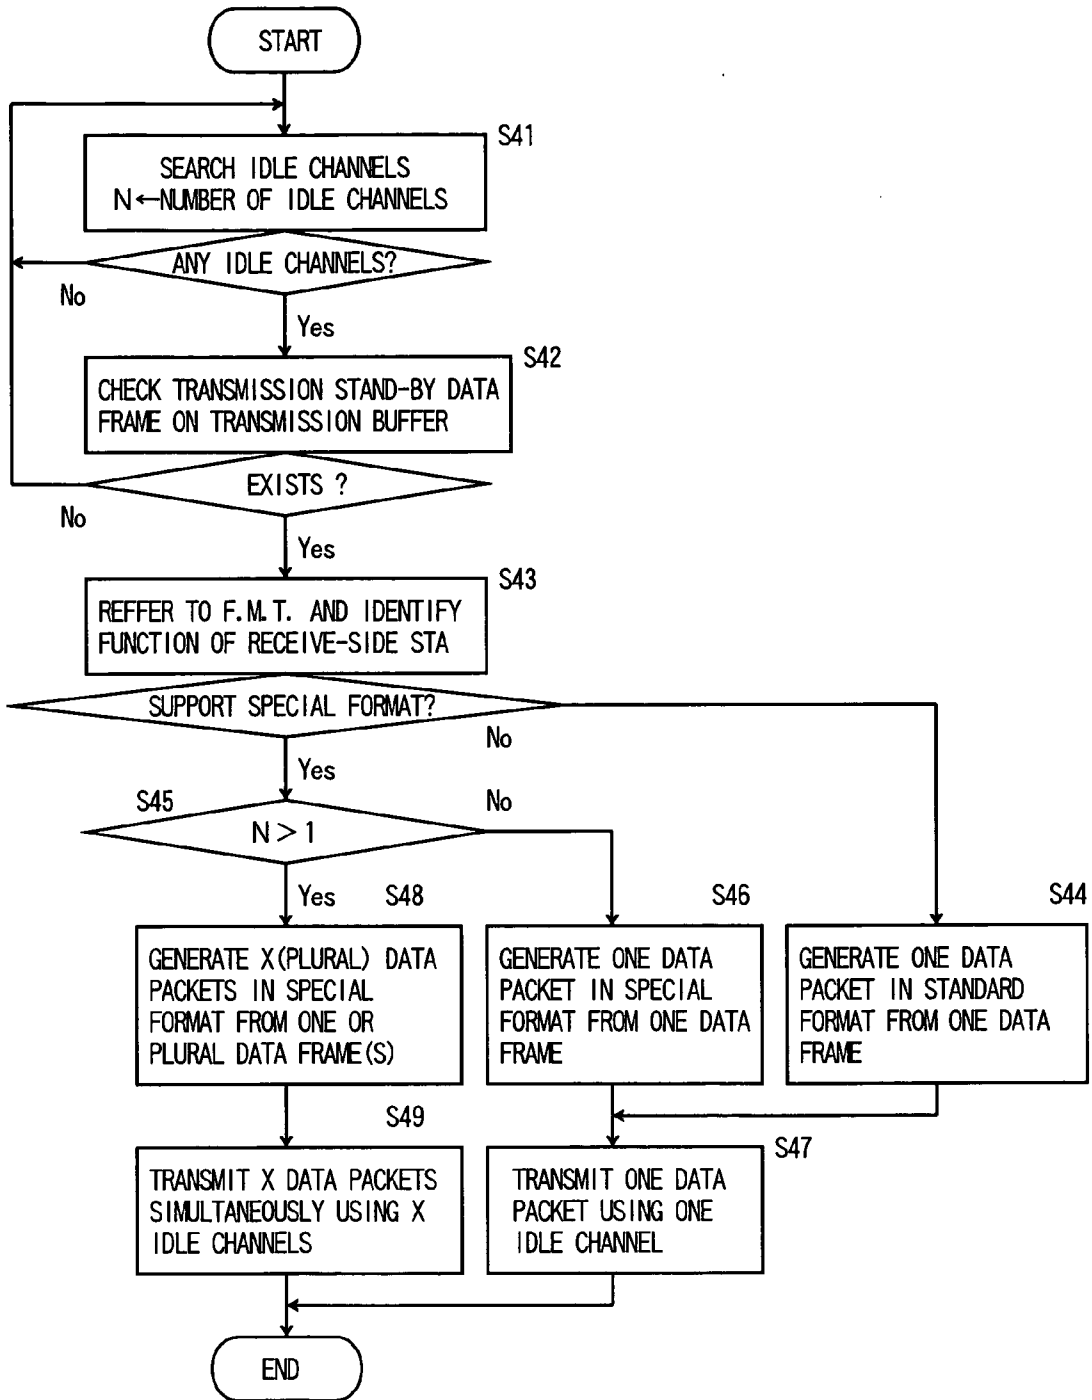 START
S41
SEARCH IDLE CHANNELS
N←NUMBER OF IDLE CHANNELS
ANY IDLE CHANNELS?
No
Yes
S42
CHECK TRANSMISSION STAND-BY DATA
FRAME ON TRANSMISSION BUFFER
EXISTS ?
No
Yes
S43
REFFER TO F.M.T. AND IDENTIFY
FUNCTION OF RECEIVE-SIDE STA
SUPPORT SPECIAL FORMAT?
No
Yes
S45
No
N > 1
Yes
S48
S46
S44
GENERATE X(PLURAL) DATA
PACKETS IN SPECIAL
FORMAT FROM ONE OR
PLURAL DATA FRAME(S)
GENERATE ONE DATA
PACKET IN SPECIAL
FORMAT FROM ONE DATA
FRAME
GENERATE ONE DATA
PACKET IN STANDARD
FORMAT FROM ONE DATA
FRAME
S49
S47
TRANSMIT X DATA PACKETS
SIMULTANEOUSLY USING X
IDLE CHANNELS
TRANSMIT ONE DATA
PACKET USING ONE
IDLE CHANNEL
END